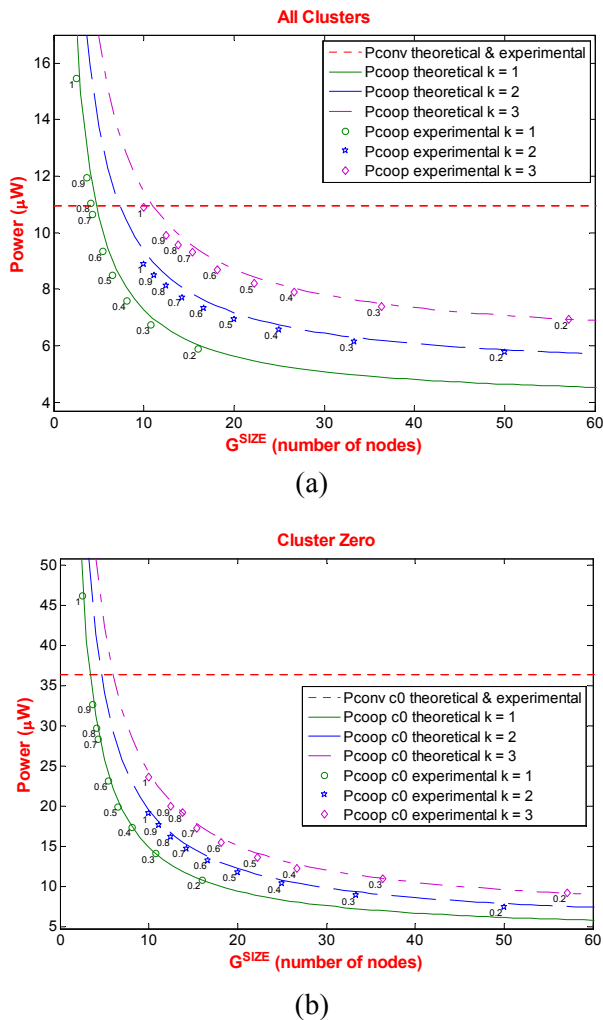 All Clusters
16
14
12
10
8
6
4
Power (µW)
Pconv theoretical & experimental
Pcoop theoretical k = 1
Pcoop theoretical k = 2
Pcoop theoretical k = 3
Pcoop experimental k = 1
Pcoop experimental k = 2
Pcoop experimental k = 3
1
0.9
0.8
0.7
0.6
0.5
0.4
0.3
0.2
1
0.9
0.8
0.7
0.6
0.5
0.4
0.3
0.2
1
0.9
0.8
0.7
0.6
0.5
0.4
0.3
0.2
0 10 20 30 40 50 60
G^SIZE (number of nodes)
(a)
Cluster Zero
50
45
40
35
30
25
20
15
10
5
Power (µW)
Pconv c0 theoretical & experimental
Pcoop c0 theoretical k = 1
Pcoop c0 theoretical k = 2
Pcoop c0 theoretical k = 3
Pcoop c0 experimental k = 1
Pcoop c0 experimental k = 2
Pcoop c0 experimental k = 3
1
0.9
0.8
0.7
0.6
0.5
0.4
0.3
0.2
1
0.9
0.8
0.7
0.6
0.5
0.4
0.3
0.2
1
0.9
0.8
0.7
0.6
0.5
0.4
0.3
0.2
0 10 20 30 40 50 60
G^SIZE (number of nodes)
(b)